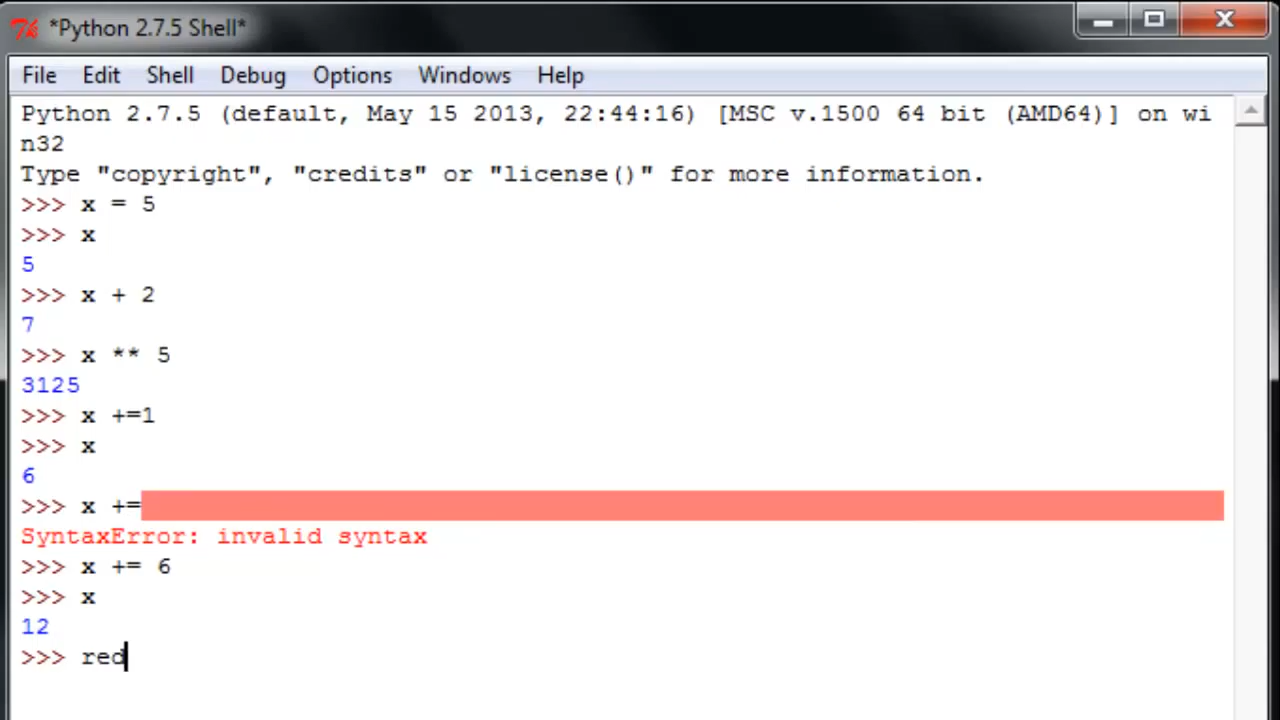 *Python 2.7.5 Shell*
File Edit Shell Debug Options Windows Help
Python 2.7.5 (default, May 15 2013, 22:44:16) [MSC v.1500 64 bit (AMD64)] on wi
n32
Type "copyright", "credits" or "license()" for more information.
>>> x = 5
>>> x
5
>>> x + 2
7
>>> x ** 5
3125
>>> x +=1
>>> x
6
>>> x +=
SyntaxError: invalid syntax
>>> x += 6
>>> x
12
>>> red